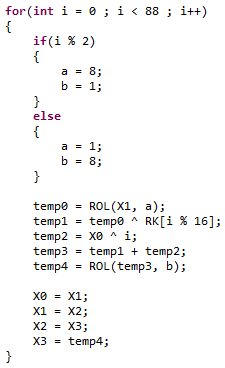 for(int i = 0 ; i < 88 ; i++)
{
    if(i % 2)
    {
        a = 8;
        b = 1;
    }
    else
    {
        a = 1;
        b = 8;
    }

    temp0 = ROL(X1, a);
    temp1 = temp0 ^ RK[i % 16];
    temp2 = X0 ^ i;
    temp3 = temp1 + temp2;
    temp4 = ROL(temp3, b);

    X0 = X1;
    X1 = X2;
    X2 = X3;
    X3 = temp4;
}